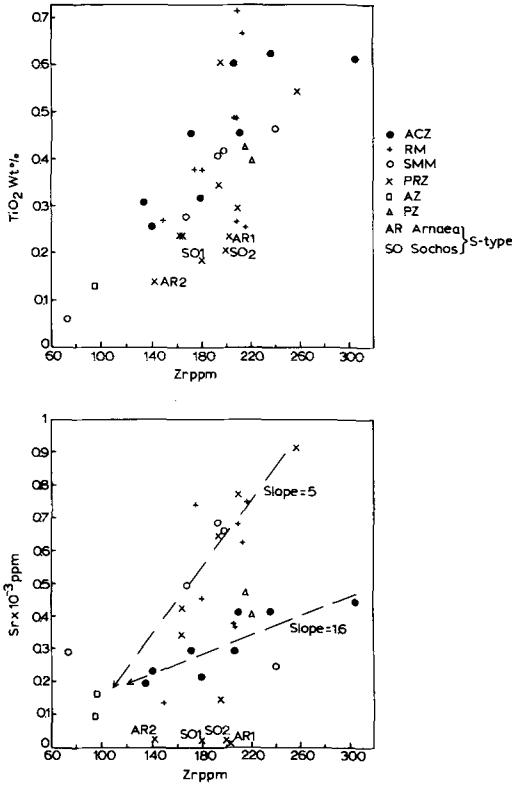 0.7
0.6
0.5
0.4
0.3
0.2
0.1
0
TiO2 Wt%
60 100 140 180 220 260 300
Zrppm
SO1
AR1
SO2
AR2
ACZ
RM
SMM
PRZ
AZ
PZ
AR Arnaea
SO Sochos
S-type
1
0.9
0.8
0.7
0.6
0.5
0.4
0.3
0.2
0.1
0
Sr x 10-3 ppm
Slope=5
Slope=1.6
AR2
SO1
SO2
AR1
60 100 140 180 220 260 300
Zrppm